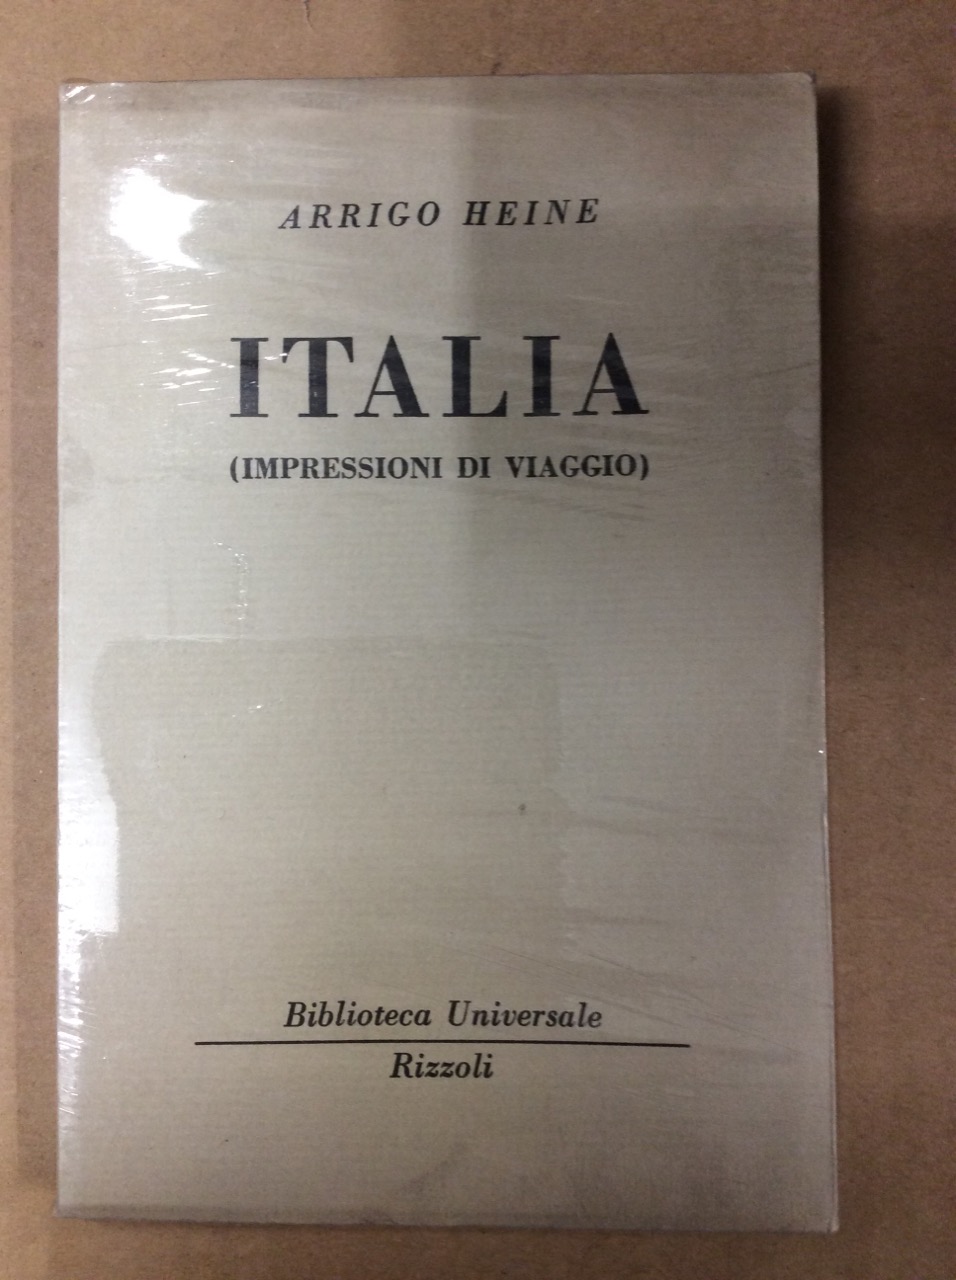 ARRIGO HEINE
ITALIA
(IMPRESSIONI DI VIAGGIO)
Biblioteca Universale
Rizzoli